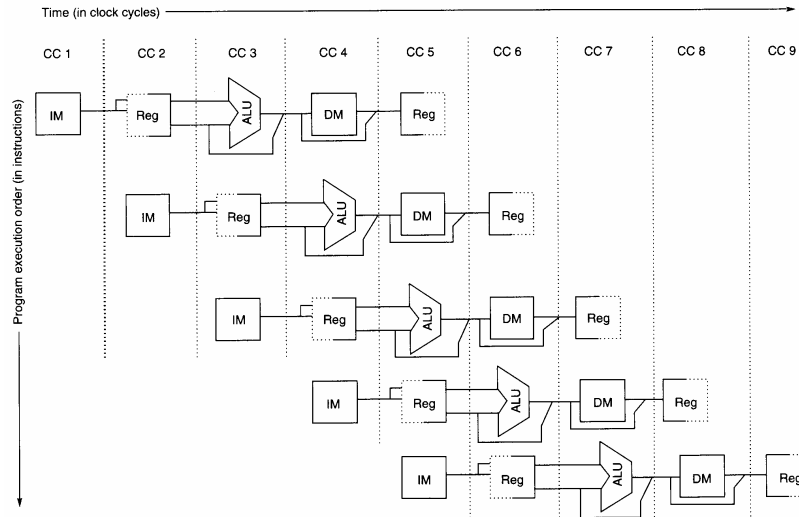 Time (in clock cycles)
CC 1 CC 2 CC 3 CC 4 CC 5 CC 6 CC 7 CC 8 CC 9
Program execution order (in instructions)
IM Reg ALU DM Reg
IM Reg ALU DM Reg
IM Reg ALU DM Reg
IM Reg ALU DM Reg
IM Reg ALU DM Reg